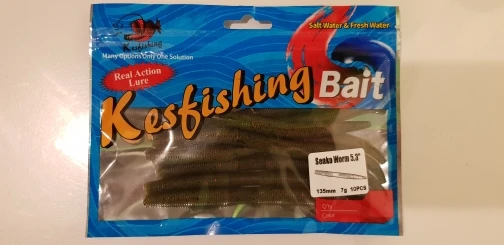 Kesfishing
Salt Water & Fresh Water
Many Options Only One Solution
Real Action
Lure
Kesfishing Bait
Senko Worm 5.3"
135mm 7g 10PCS
Qty:
Color: